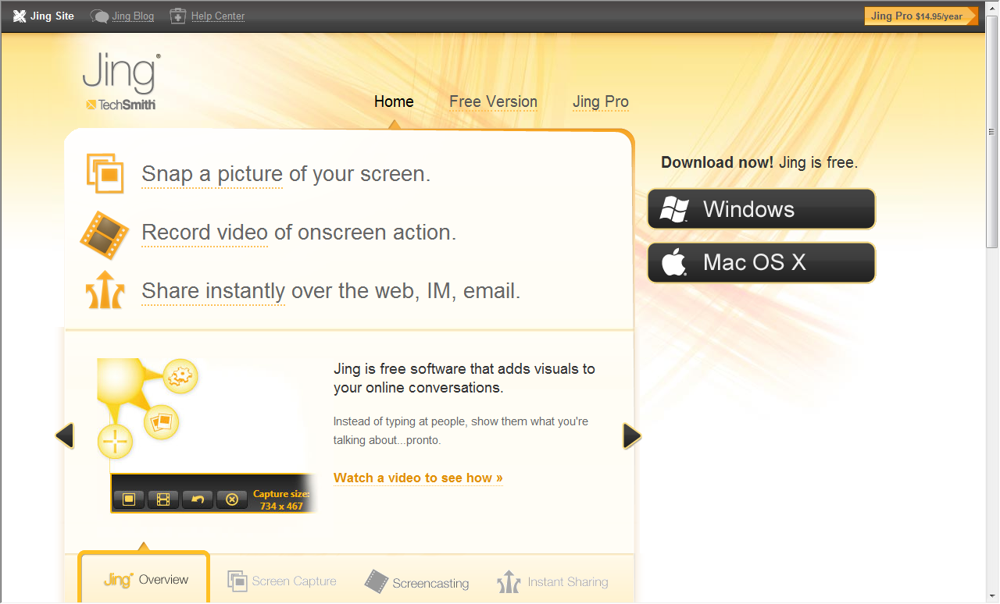 Jing Site Jing Blog Help Center Jing Pro $14.95/year
Jing®
TechSmith
Home Free Version Jing Pro
Snap a picture of your screen.
Record video of onscreen action.
Share instantly over the web, IM, email.
Download now! Jing is free.
Windows
Mac OS X
Jing is free software that adds visuals to
your online conversations.
Instead of typing at people, show them what you're
talking about...pronto.
Watch a video to see how »
Capture size:
734 x 467
Jing Overview Screen Capture Screencasting Instant Sharing